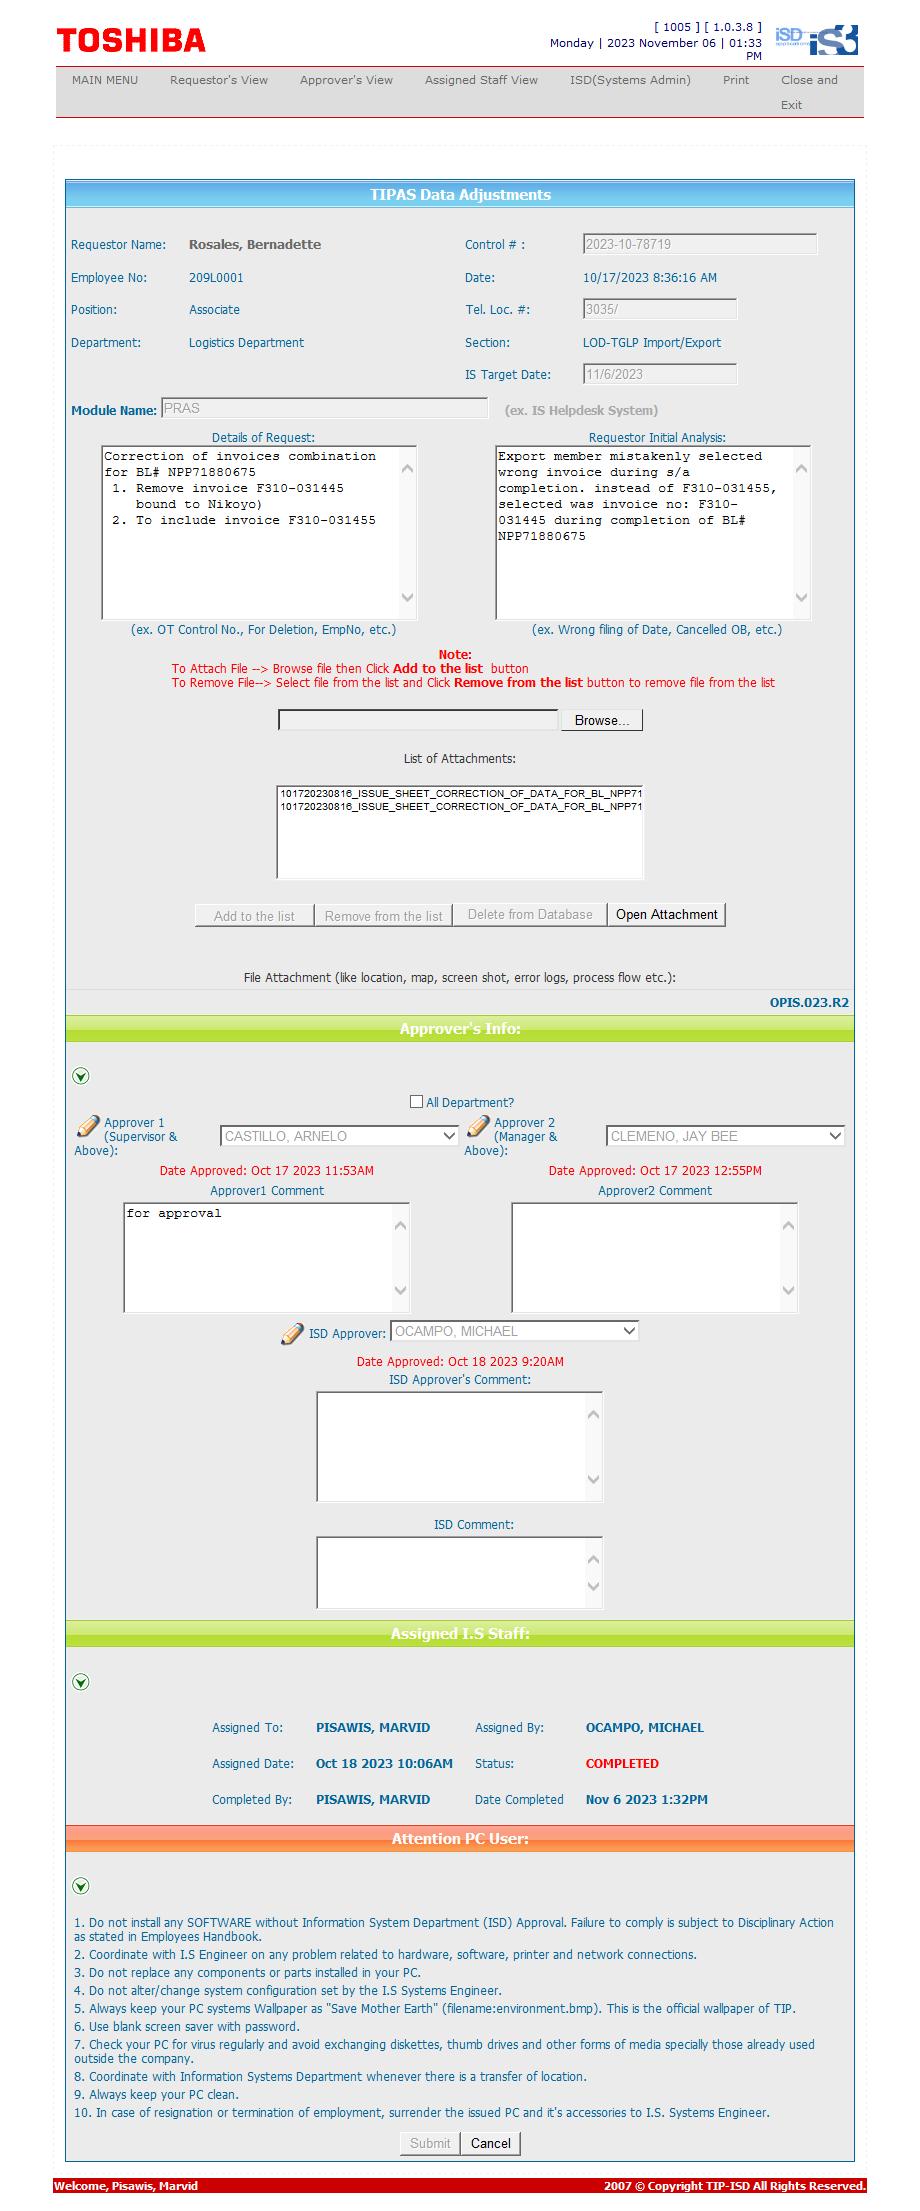 TOSHIBA
[ 1005 ] [ 1.0.3.8 ]
Monday | 2023 November 06 | 01:33
PM
ISD
iS3
MAIN MENU Requestor's View Approver's View Assigned Staff View ISD(Systems Admin) Print Close and
Exit
TIPAS Data Adjustments
Requestor Name: Rosales, Bernadette Control # : 2023-10-78719
Employee No: 209L0001 Date: 10/17/2023 8:36:16 AM
Position: Associate Tel. Loc. #: 3035/
Department: Logistics Department Section: LOD-TGLP Import/Export
IS Target Date: 11/6/2023
Module Name: PRAS (ex. IS Helpdesk System)
Details of Request:
Correction of invoices combination
for BL# NPP71880675
1. Remove invoice F310-031445
bound to Nikoyo)
2. To include invoice F310-031455
(ex. OT Control No., For Deletion, EmpNo, etc.)
Requestor Initial Analysis:
Export member mistakenly selected
wrong invoice during s/a
completion. instead of F310-031455,
selected was invoice no: F310-
031445 during completion of BL#
NPP71880675
(ex. Wrong filing of Date, Cancelled OB, etc.)
Note:
To Attach File --> Browse file then Click Add to the list button
To Remove File--> Select file from the list and Click Remove from the list button to remove file from the list
Browse...
List of Attachments:
101720230816_ISSUE_SHEET_CORRECTION_OF_DATA_FOR_BL_NPP71
101720230816_ISSUE_SHEET_CORRECTION_OF_DATA_FOR_BL_NPP71
Add to the list Remove from the list Delete from Database Open Attachment
File Attachment (like location, map, screen shot, error logs, process flow etc.):
OPIS.023.R2
Approver's Info:
All Department?
Approver 1
(Supervisor &
Above):
CASTILLO, ARNELO
Approver 2
(Manager &
Above):
CLEMENO, JAY BEE
Date Approved: Oct 17 2023 11:53AM Date Approved: Oct 17 2023 12:55PM
Approver1 Comment Approver2 Comment
for approval
ISD Approver: OCAMPO, MICHAEL
Date Approved: Oct 18 2023 9:20AM
ISD Approver's Comment:
ISD Comment:
Assigned I.S Staff:
Assigned To: PISAWIS, MARVID Assigned By: OCAMPO, MICHAEL
Assigned Date: Oct 18 2023 10:06AM Status: COMPLETED
Completed By: PISAWIS, MARVID Date Completed Nov 6 2023 1:32PM
Attention PC User:
1. Do not install any SOFTWARE without Information System Department (ISD) Approval. Failure to comply is subject to Disciplinary Action
as stated in Employees Handbook.
2. Coordinate with I.S Engineer on any problem related to hardware, software, printer and network connections.
3. Do not replace any components or parts installed in your PC.
4. Do not alter/change system configuration set by the I.S Systems Engineer.
5. Always keep your PC systems Wallpaper as "Save Mother Earth" (filename:environment.bmp). This is the official wallpaper of TIP.
6. Use blank screen saver with password.
7. Check your PC for virus regularly and avoid exchanging diskettes, thumb drives and other forms of media specially those already used
outside the company.
8. Coordinate with Information Systems Department whenever there is a transfer of location.
9. Always keep your PC clean.
10. In case of resignation or termination of employment, surrender the issued PC and it's accessories to I.S. Systems Engineer.
Submit Cancel
Welcome, Pisawis, Marvid 2007 © Copyright TIP-ISD All Rights Reserved.